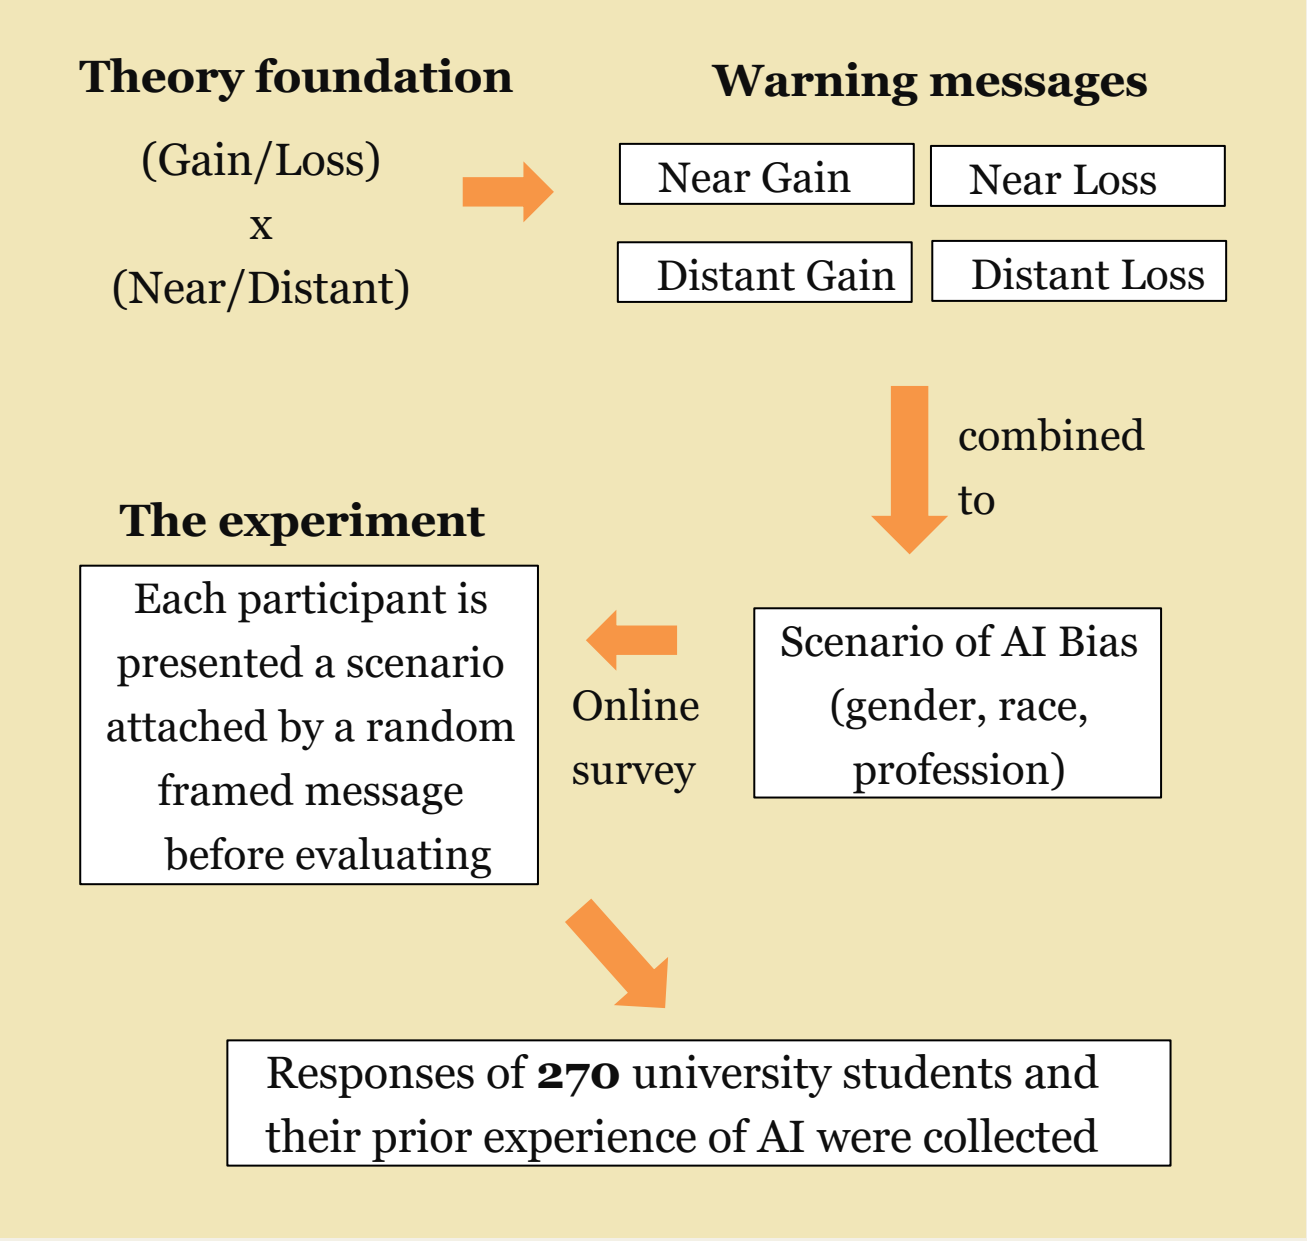 Theory foundation
(Gain/Loss)
x
(Near/Distant)
Warning messages
Near Gain
Near Loss
Distant Gain
Distant Loss
combined
to
Scenario of AI Bias
(gender, race,
profession)
Online
survey
The experiment
Each participant is
presented a scenario
attached by a random
framed message
before evaluating
Responses of 270 university students and
their prior experience of AI were collected